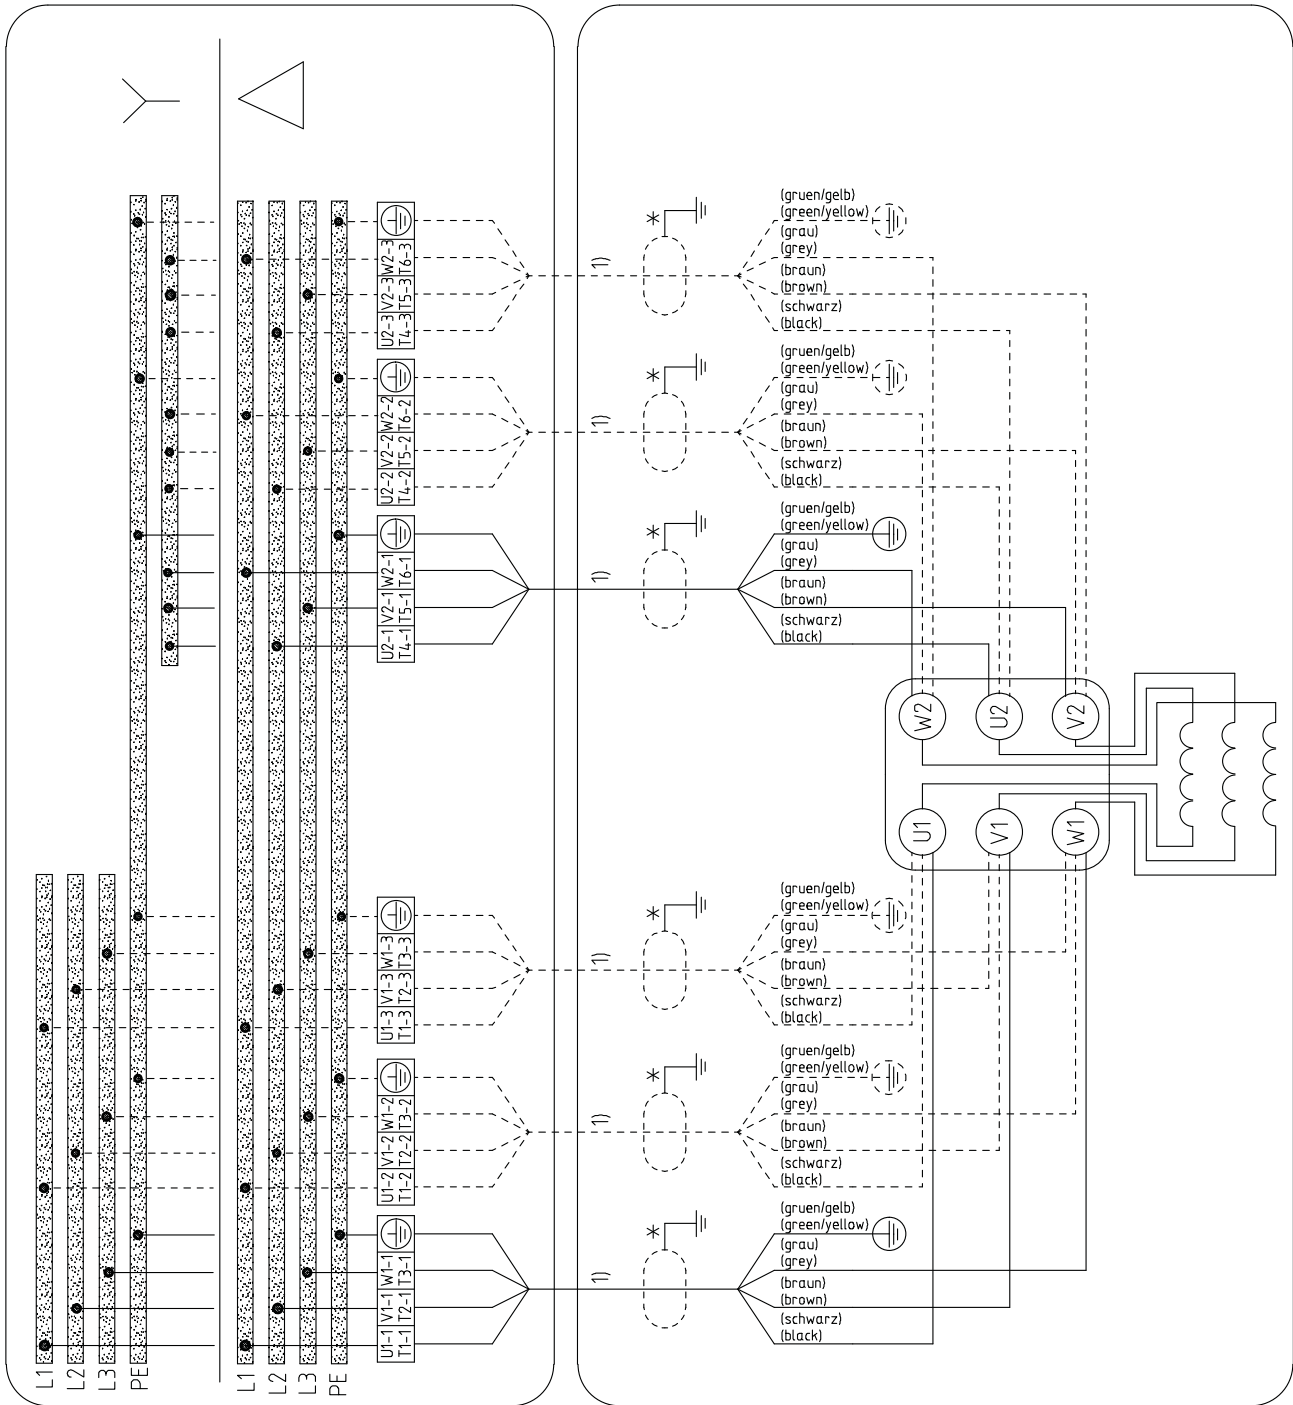 (gruen/gelb)
(green/yellow)
(grau)
(grey)
(braun)
(brown)
(schwarz)
(black)
*
1)
W2-3
T6-3
V2-3
T5-3
U2-3
T4-3
(gruen/gelb)
(green/yellow)
(grau)
(grey)
(braun)
(brown)
(schwarz)
(black)
*
1)
W2-2
T6-2
V2-2
T5-2
U2-2
T4-2
(gruen/gelb)
(green/yellow)
(grau)
(grey)
(braun)
(brown)
(schwarz)
(black)
*
1)
W2-1
T6-1
V2-1
T5-1
U2-1
T4-1
W2
U2
V2
U1
V1
W1
(gruen/gelb)
(green/yellow)
(grau)
(grey)
(braun)
(brown)
(schwarz)
(black)
*
1)
W1-3
T3-3
V1-3
T2-3
U1-3
T1-3
(gruen/gelb)
(green/yellow)
(grau)
(grey)
(braun)
(brown)
(schwarz)
(black)
*
1)
W1-2
T3-2
V1-2
T2-2
U1-2
T1-2
(gruen/gelb)
(green/yellow)
(grau)
(grey)
(braun)
(brown)
(schwarz)
(black)
*
1)
W1-1
T3-1
V1-1
T2-1
U1-1
T1-1
L1
L2
L3
PE
L1
L2
L3
PE